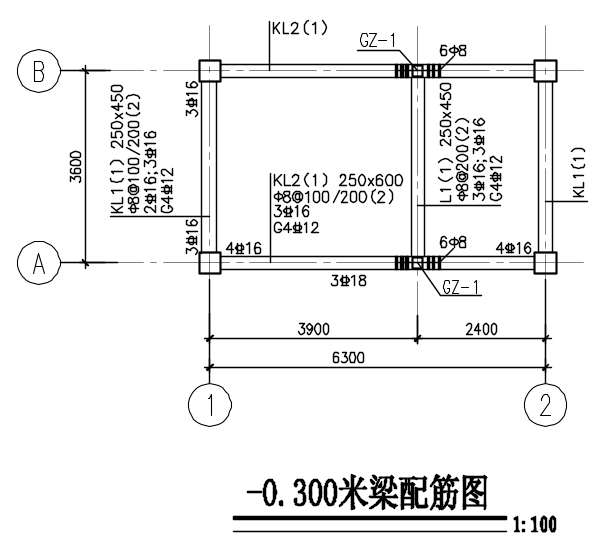 KL2(1)
GZ-1
6Φ8
B
3Φ16
KL1(1) 250x450
Φ8@100/200(2)
2Φ16;3Φ16
G4Φ12
3600
KL2(1) 250x600
Φ8@100/200(2)
3Φ16
G4Φ12
L1(1) 250x450
Φ8@200(2)
3Φ16;3Φ16
G4Φ12
KL1(1)
3Φ16
4Φ16
6Φ8
4Φ16
A
3Φ18
GZ-1
3900
2400
6300
1
2
-0.300米梁配筋图
1:100